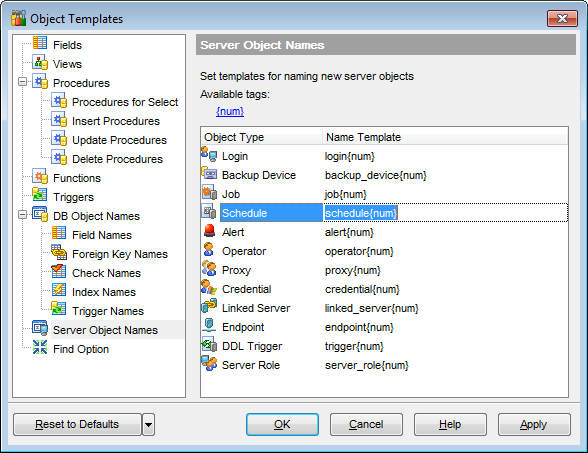 Object Templates
Fields
Views
Procedures
Procedures for Select
Insert Procedures
Update Procedures
Delete Procedures
Functions
Triggers
DB Object Names
Field Names
Foreign Key Names
Check Names
Index Names
Trigger Names
Server Object Names
Find Option
Server Object Names
Set templates for naming new server objects
Available tags:
{num}
Object Type Name Template
Login login{num}
Backup Device backup_device{num}
Job job{num}
Schedule schedule{num}
Alert alert{num}
Operator operator{num}
Proxy proxy{num}
Credential credential{num}
Linked Server linked_server{num}
Endpoint endpoint{num}
DDL Trigger trigger{num}
Server Role server_role{num}
Reset to Defaults OK Cancel Help Apply